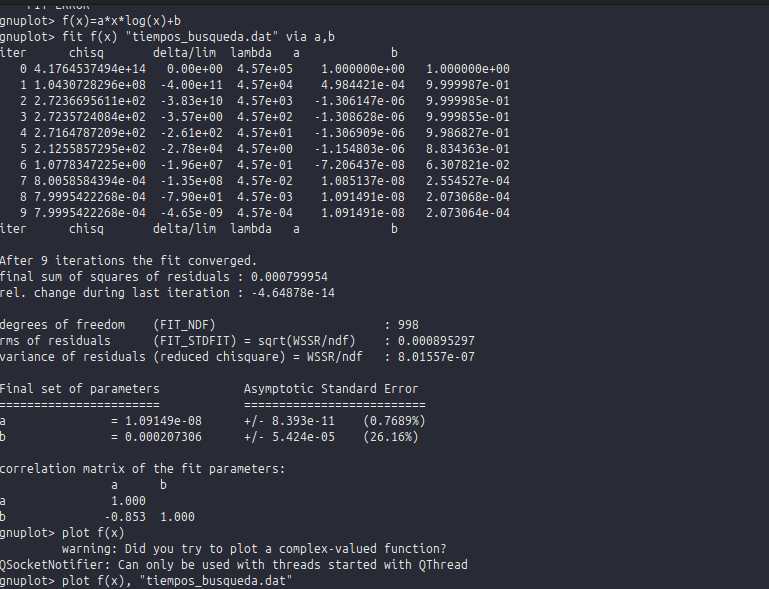 FIT ERROR
gnuplot> f(x)=a*x*log(x)+b
gnuplot> fit f(x) "tiempos_busqueda.dat" via a,b
iter      chisq       delta/lim  lambda   a             b
   0 4.1764537494e+14   0.00e+00  4.57e+05    1.000000e+00   1.000000e+00
   1 1.0430728296e+08  -4.00e+11  4.57e+04    4.984421e-04   9.999987e-01
   2 2.7236695611e+02  -3.83e+10  4.57e+03   -1.306147e-06   9.999985e-01
   3 2.7235724084e+02  -3.57e+00  4.57e+02   -1.308628e-06   9.999855e-01
   4 2.7164787209e+02  -2.61e+02  4.57e+01   -1.306909e-06   9.986827e-01
   5 2.1255857295e+02  -2.78e+04  4.57e+00   -1.154803e-06   8.834363e-01
   6 1.0778347225e+00  -1.96e+07  4.57e-01   -7.206437e-08   6.307821e-02
   7 8.0058584394e-04  -1.35e+08  4.57e-02    1.085137e-08   2.554527e-04
   8 7.9995422268e-04  -7.90e+01  4.57e-03    1.091491e-08   2.073068e-04
   9 7.9995422268e-04  -4.65e-09  4.57e-04    1.091491e-08   2.073064e-04
iter      chisq       delta/lim  lambda   a             b
After 9 iterations the fit converged.
final sum of squares of residuals : 0.000799954
rel. change during last iteration : -4.64878e-14
degrees of freedom    (FIT_NDF)                        : 998
rms of residuals      (FIT_STDFIT) = sqrt(WSSR/ndf)    : 0.000895297
variance of residuals (reduced chisquare) = WSSR/ndf   : 8.01557e-07
Final set of parameters            Asymptotic Standard Error
=======================            ==========================
a               = 1.09149e-08      +/- 8.393e-11    (0.7689%)
b               = 0.000207306      +/- 5.424e-05    (26.16%)
correlation matrix of the fit parameters:
                a      b
a               1.000
b              -0.853  1.000
gnuplot> plot f(x)
         warning: Did you try to plot a complex-valued function?
QSocketNotifier: Can only be used with threads started with QThread
gnuplot> plot f(x), "tiempos_busqueda.dat"